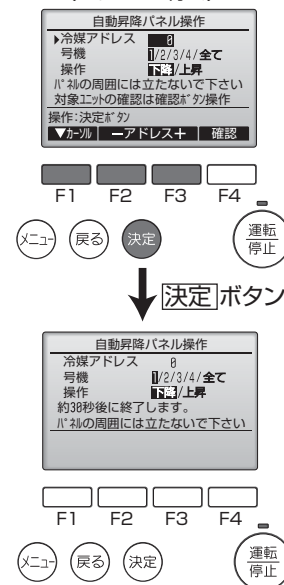 自動昇降パネル操作
▶冷媒アドレス 0
号機 1/2/3/4/全て
操作 下降/上昇
パネルの周囲には立たないで下さい
対象ユニットの確認は確認ボタン操作
操作:決定ボタン
▼カーソル ーアドレス＋ 確認
F1 F2 F3 F4
メニュー 戻る 決定 運転
停止
決定 ボタン
自動昇降パネル操作
冷媒アドレス 0
号機 1/2/3/4/全て
操作 下降/上昇
約30秒後に終了します。
パネルの周囲には立たないで下さい
F1 F2 F3 F4
メニュー 戻る 決定 運転
停止